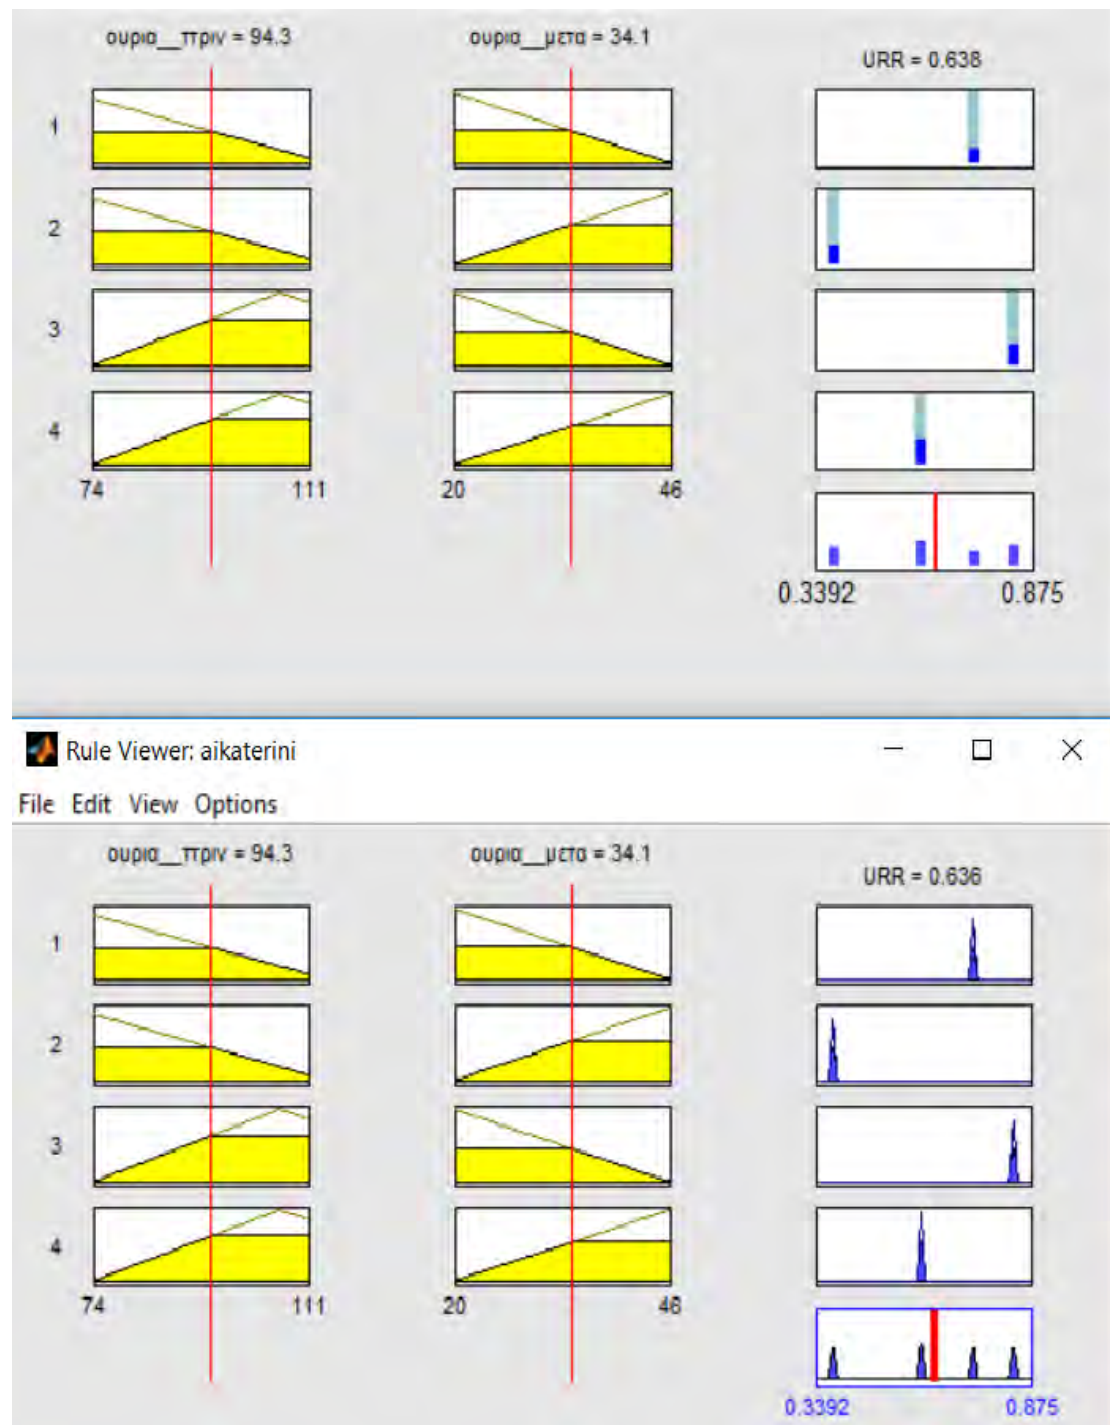 ουρια__πριν = 94.3 ουρια__μετα = 34.1
URR = 0.638
1
2
3
4
74 111 20 46
0.3392 0.875
Rule Viewer: aikaterini
File Edit View Options
ουρια__πριν = 94.3 ουρια__μετα = 34.1
URR = 0.636
1
2
3
4
74 111 20 46
0.3392 0.875